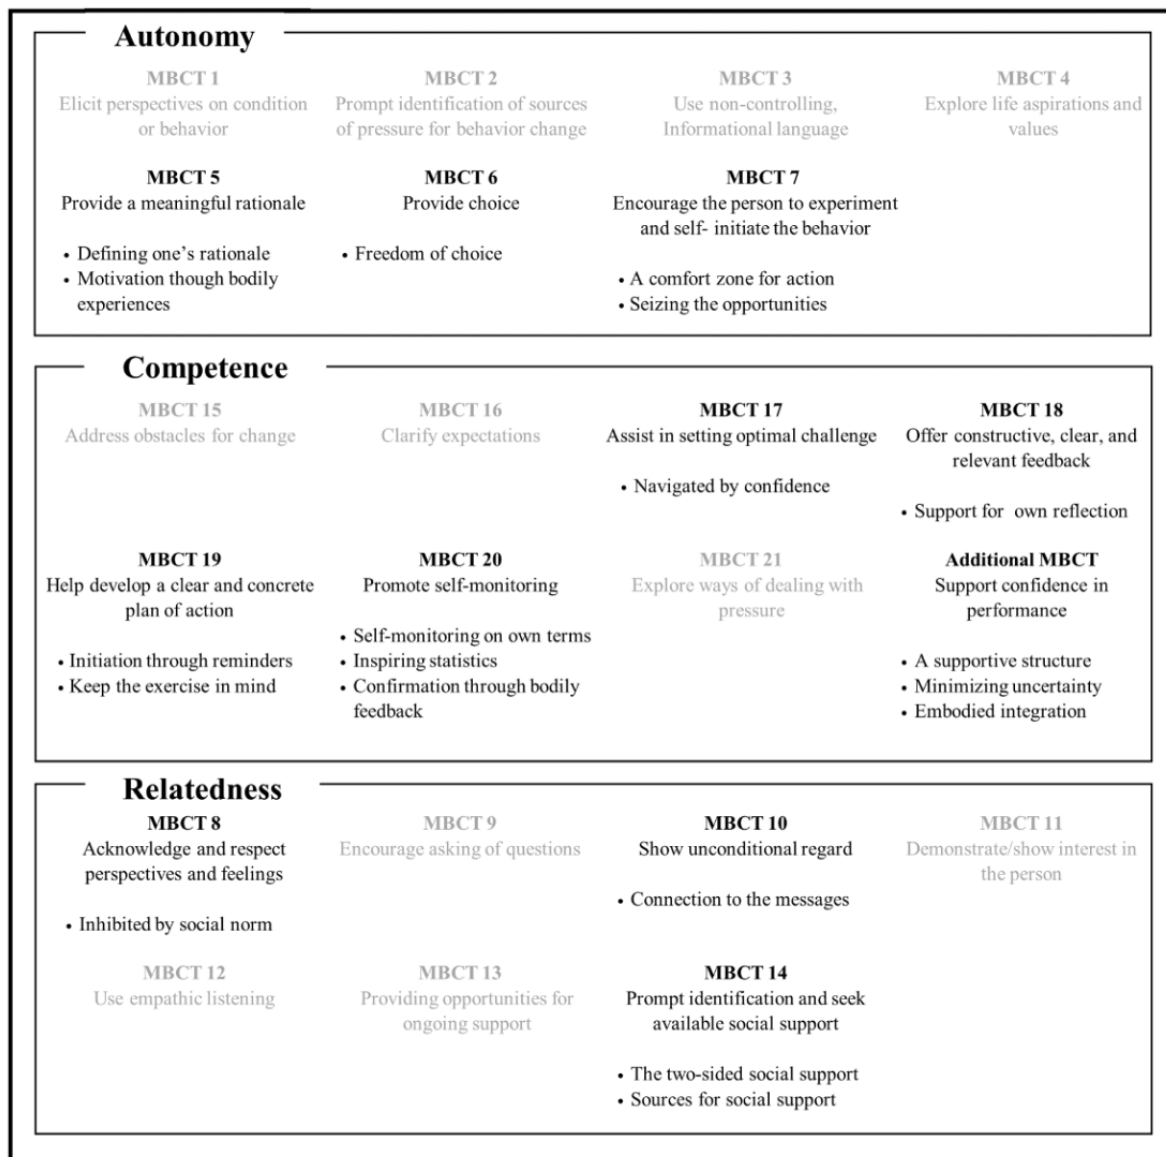 Autonomy
MBCT 1
Elicit perspectives on condition
or behavior
MBCT 2
Prompt identification of sources
of pressure for behavior change
MBCT 3
Use non-controlling,
Informational language
MBCT 4
Explore life aspirations and
values
MBCT 5
Provide a meaningful rationale
• Defining one’s rationale
• Motivation though bodily
experiences
MBCT 6
Provide choice
• Freedom of choice
MBCT 7
Encourage the person to experiment
and self- initiate the behavior
• A comfort zone for action
• Seizing the opportunities
Competence
MBCT 15
Address obstacles for change
MBCT 16
Clarify expectations
MBCT 17
Assist in setting optimal challenge
• Navigated by confidence
MBCT 18
Offer constructive, clear, and
relevant feedback
• Support for own reflection
MBCT 19
Help develop a clear and concrete
plan of action
• Initiation through reminders
• Keep the exercise in mind
MBCT 20
Promote self-monitoring
• Self-monitoring on own terms
• Inspiring statistics
• Confirmation through bodily
feedback
MBCT 21
Explore ways of dealing with
pressure
Additional MBCT
Support confidence in
performance
• A supportive structure
• Minimizing uncertainty
• Embodied integration
Relatedness
MBCT 8
Acknowledge and respect
perspectives and feelings
• Inhibited by social norm
MBCT 9
Encourage asking of questions
MBCT 10
Show unconditional regard
• Connection to the messages
MBCT 11
Demonstrate/show interest in
the person
MBCT 12
Use empathic listening
MBCT 13
Providing opportunities for
ongoing support
MBCT 14
Prompt identification and seek
available social support
• The two-sided social support
• Sources for social support